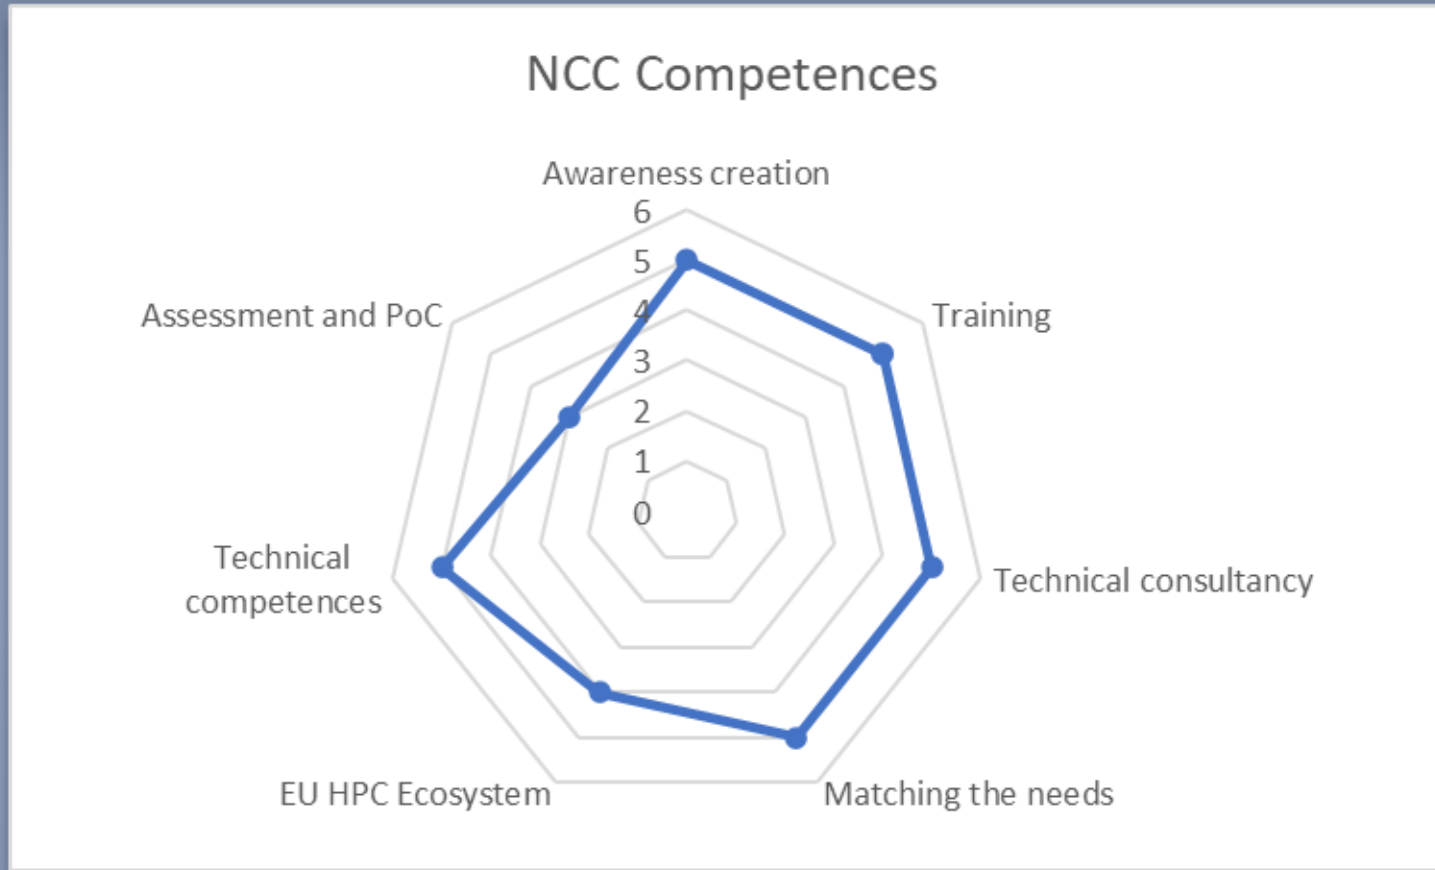 NCC Competences
Awareness creation
6
5
4
3
2
1
0
Assessment and PoC
Training
Technical
competences
Technical consultancy
EU HPC Ecosystem
Matching the needs